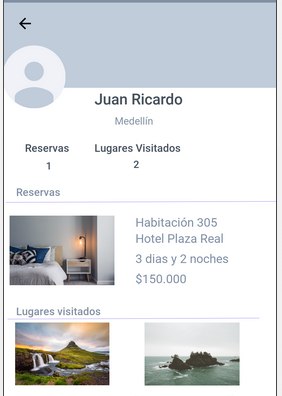 Juan Ricardo
Medellín
Reservas
Lugares Visitados
1
2
Reservas
Habitación 305
Hotel Plaza Real
3 dias y 2 noches
$150.000
Lugares visitados